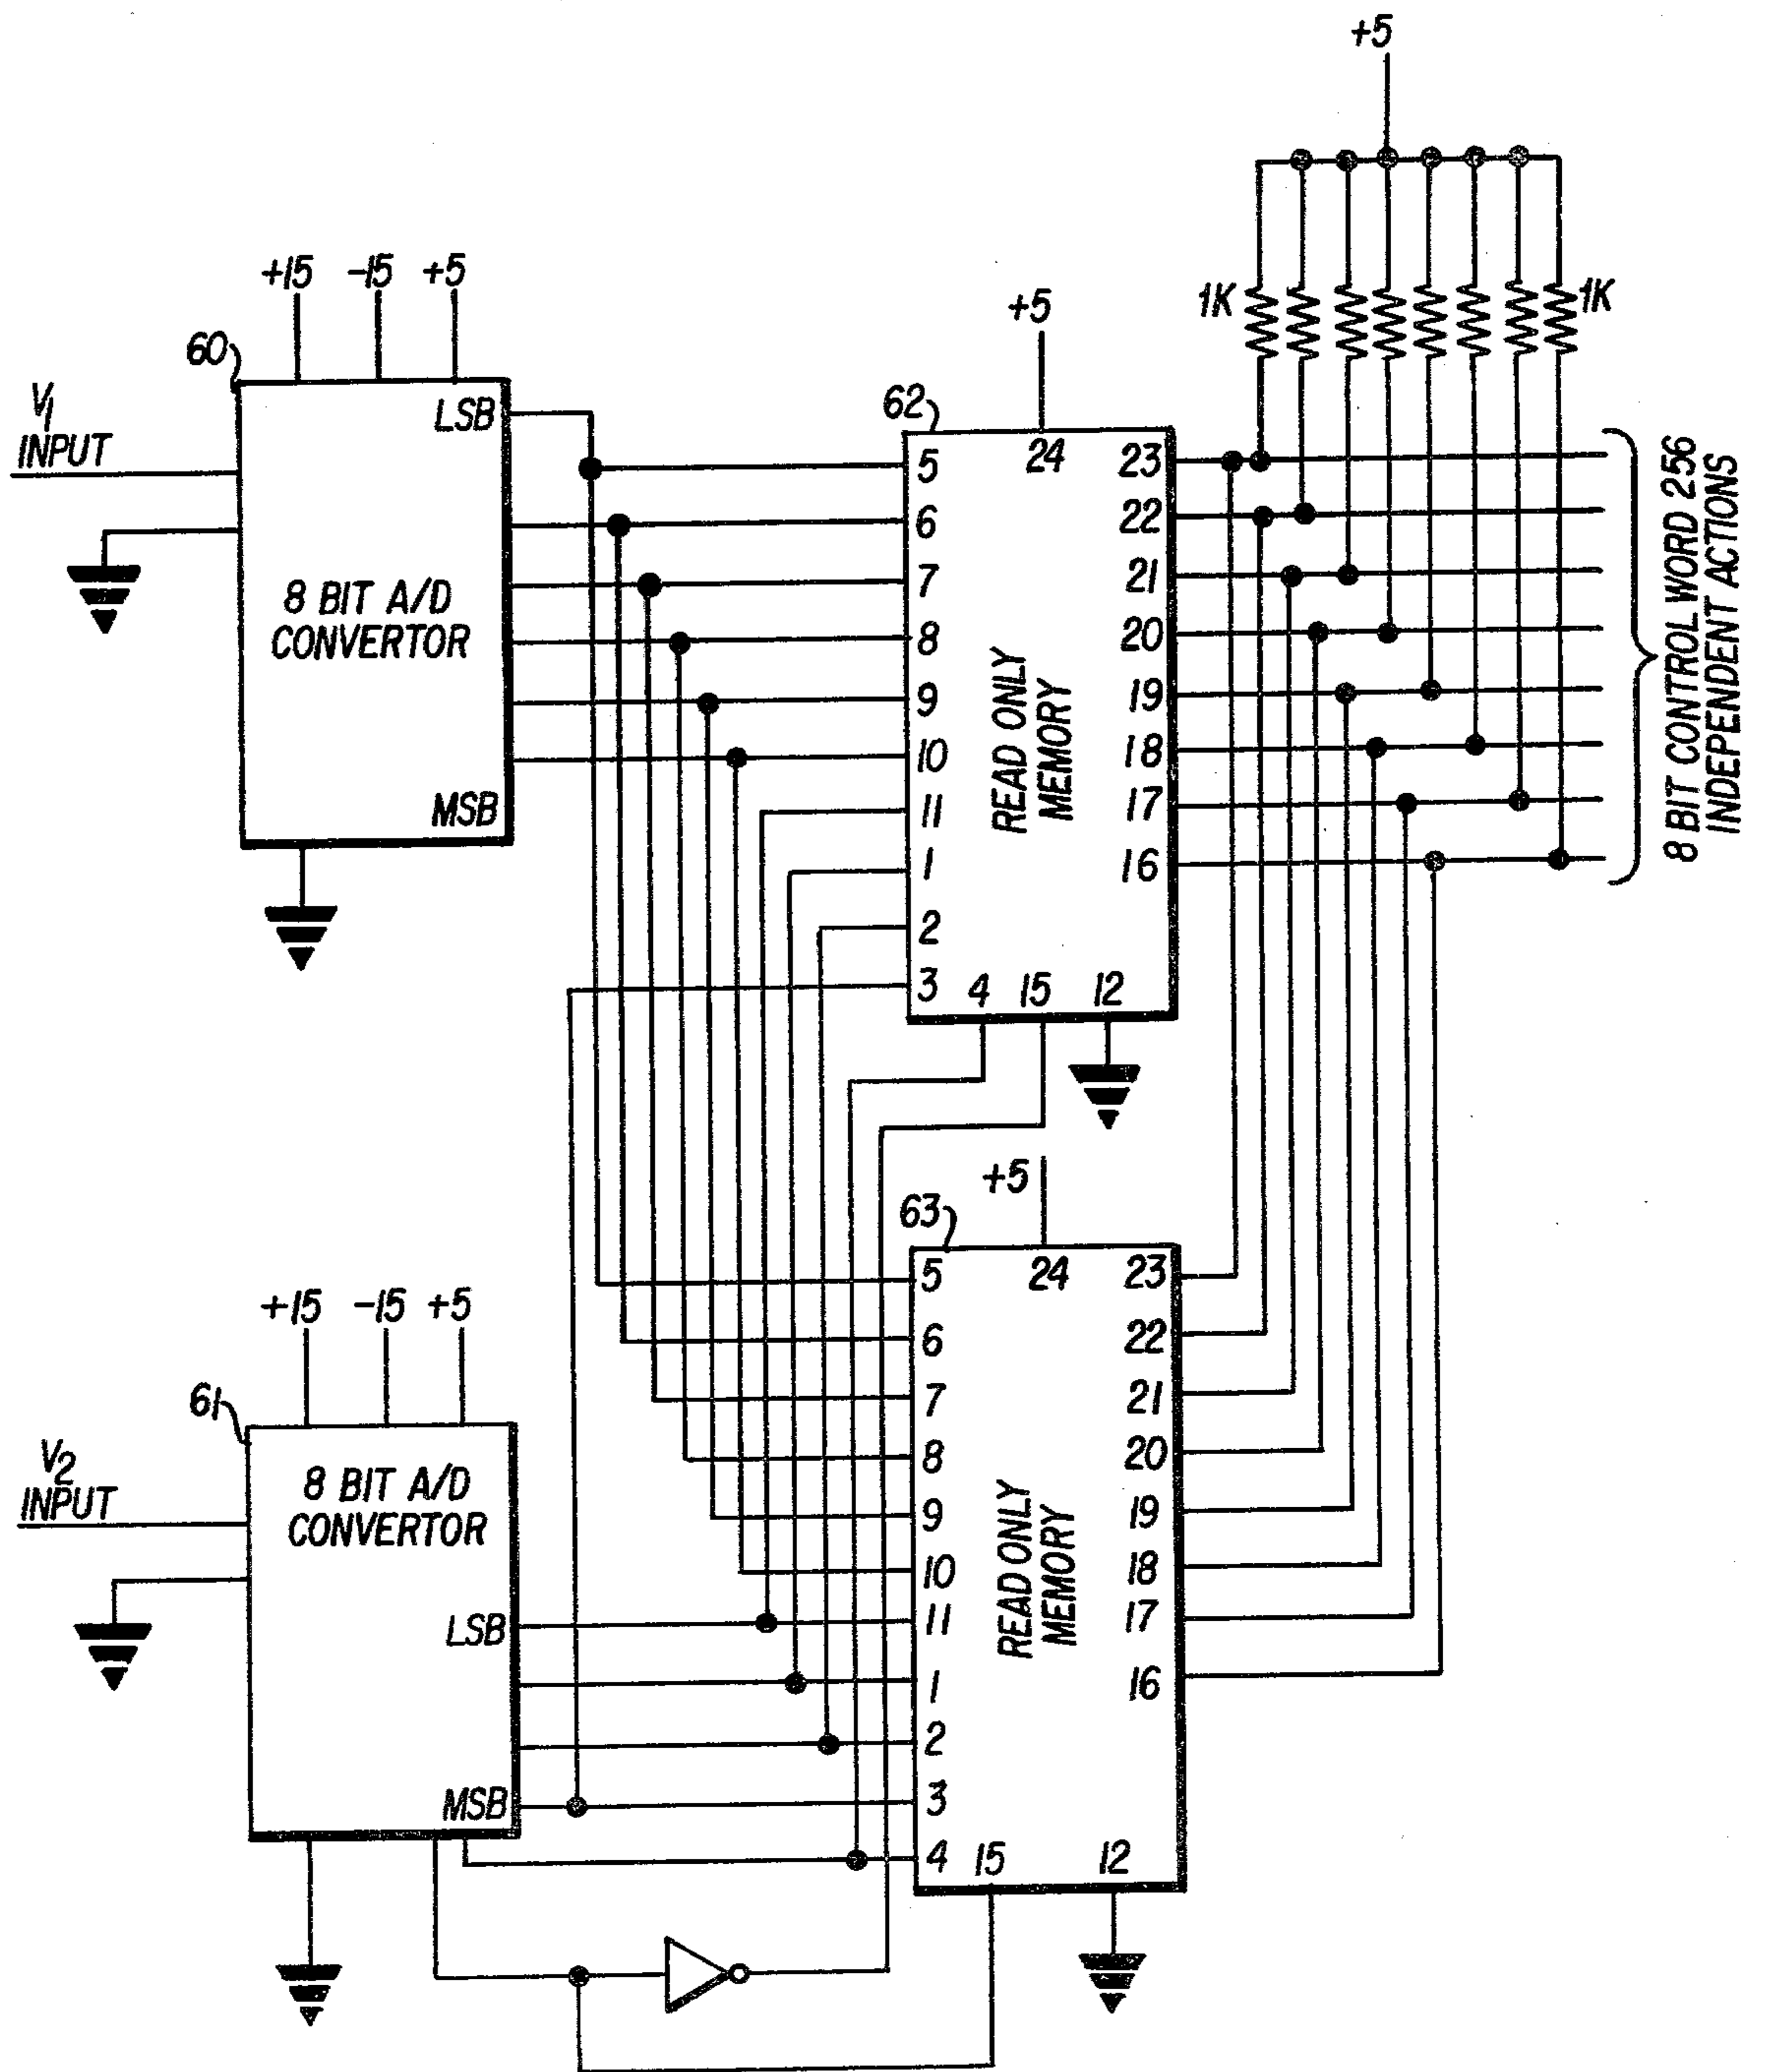 +5
+15 -15 +5
60
V1
INPUT
LSB
8 BIT A/D
CONVERTOR
MSB
+5
62
24
5
6
7
8
9
10
11
1
2
3
4 15 12
READ ONLY
MEMORY
23
22
21
20
19
18
17
16
1K
1K
8 BIT CONTROL WORD 256
INDEPENDENT ACTIONS
+15 -15 +5
61
V2
INPUT
8 BIT A/D
CONVERTOR
LSB
MSB
+5
63
24
5
6
7
8
9
10
11
1
2
3
4
15 12
READ ONLY
MEMORY
23
22
21
20
19
18
17
16